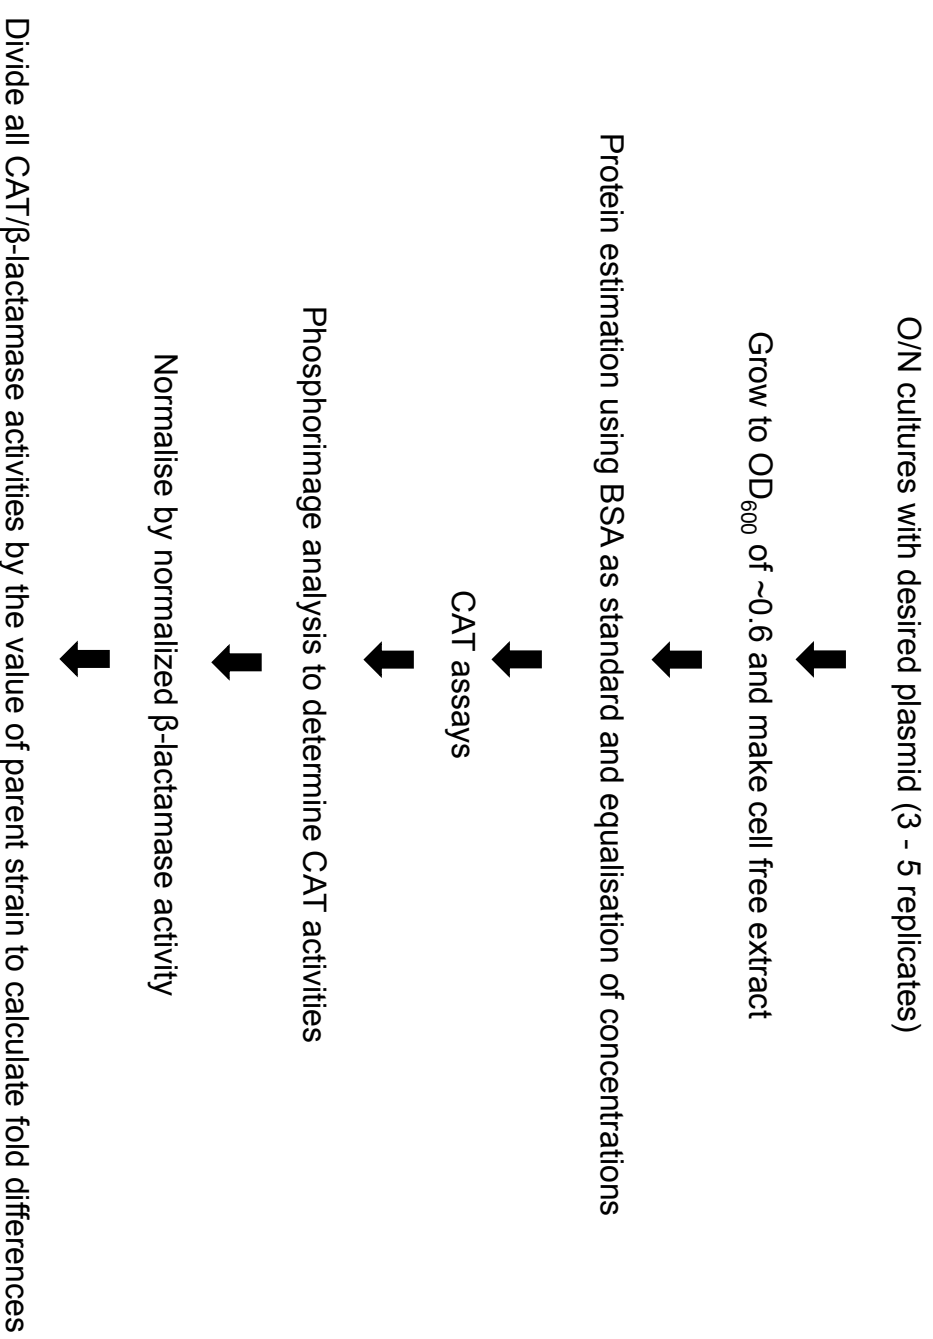 O/N cultures with desired plasmid (3 - 5 replicates)
Grow to OD600 of ~0.6 and make cell free extract
Protein estimation using BSA as standard and equalisation of concentrations
CAT assays
Phosphorimage analysis to determine CAT activities
Normalise by normalized β-lactamase activity
Divide all CAT/β-lactamase activities by the value of parent strain to calculate fold differences